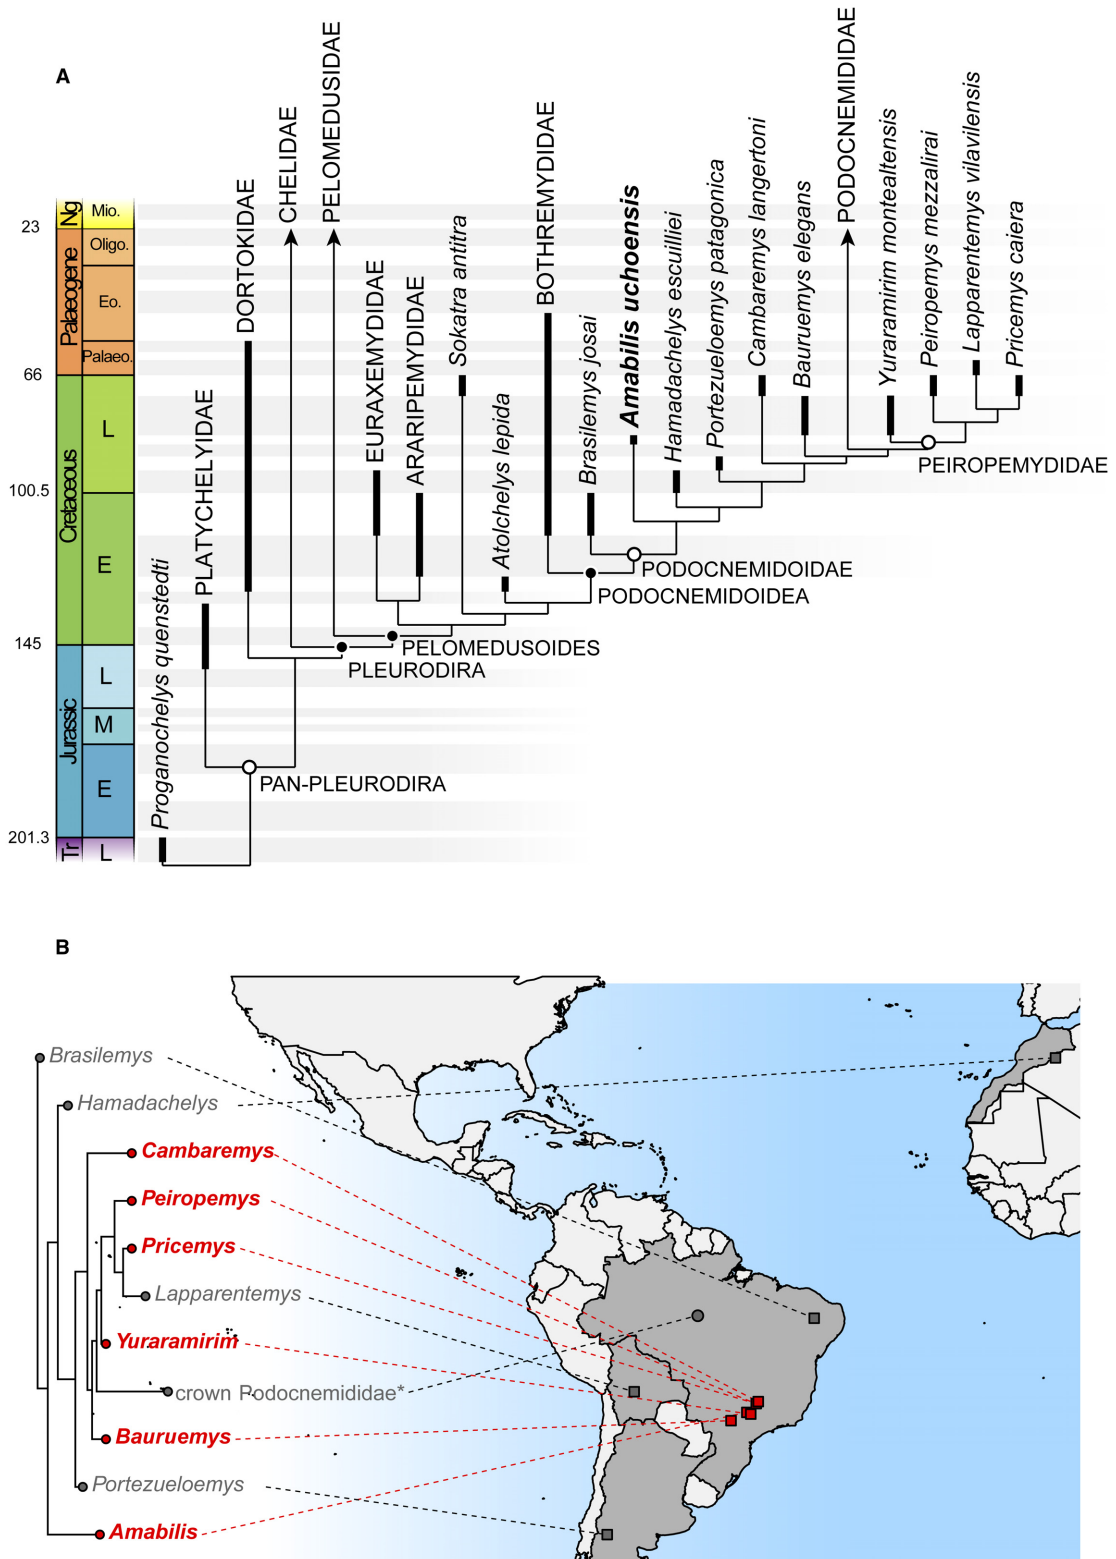 A
Ng
Mio.
23
Palaeogene
Oligo.
Eo.
Palaeo.
66
Cretaceous
L
100.5
E
145
Jurassic
L
M
E
201.3
Tr
L
Proganochelys quenstedti
PLATYCHELYIDAE
DORTOKIDAE
CHELIDAE
PELOMEDUSIDAE
EURAXEMYDIDAE
ARARIPEMYDIDAE
Sokatra antitra
Atolchelys lepida
BOTHREMYDIDAE
Brasilemys josai
Amabilis uchoensis
Hamadachelys escuilliei
Portezueloemys patagonica
Cambaremys langertoni
Bauruemys elegans
PODOCNEMIDIDAE
Yuraramirim montealtensis
Peiropemys mezzalirai
Lapparentemys vilavilensis
Pricemys caiera
PEIROPEMYDIDAE
PODOCNEMIDOIDAE
PODOCNEMIDOIDEA
PELOMEDUSOIDES
PLEURODIRA
PAN-PLEURODIRA
B
Brasilemys
Hamadachelys
Cambaremys
Peiropemys
Pricemys
Lapparentemys
Yuraramirim
crown Podocnemididae*
Bauruemys
Portezueloemys
Amabilis